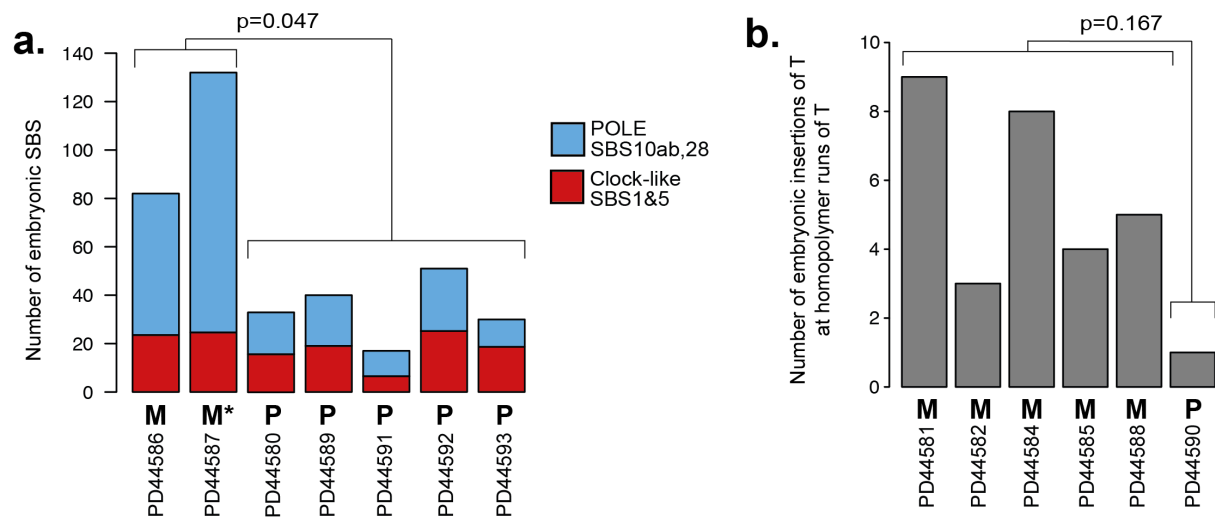 a.
p=0.047
Number of embryonic SBS
140
120
100
80
60
40
20
0
POLE
SBS10ab,28
Clock-like
SBS1&5
M M* P P P P P
PD44586 PD44587 PD44580 PD44589 PD44591 PD44592 PD44593
b.
p=0.167
Number of embryonic insertions of T
at homopolymer runs of T
10
8
6
4
2
0
M M M M M P
PD44581 PD44582 PD44584 PD44585 PD44588 PD44590